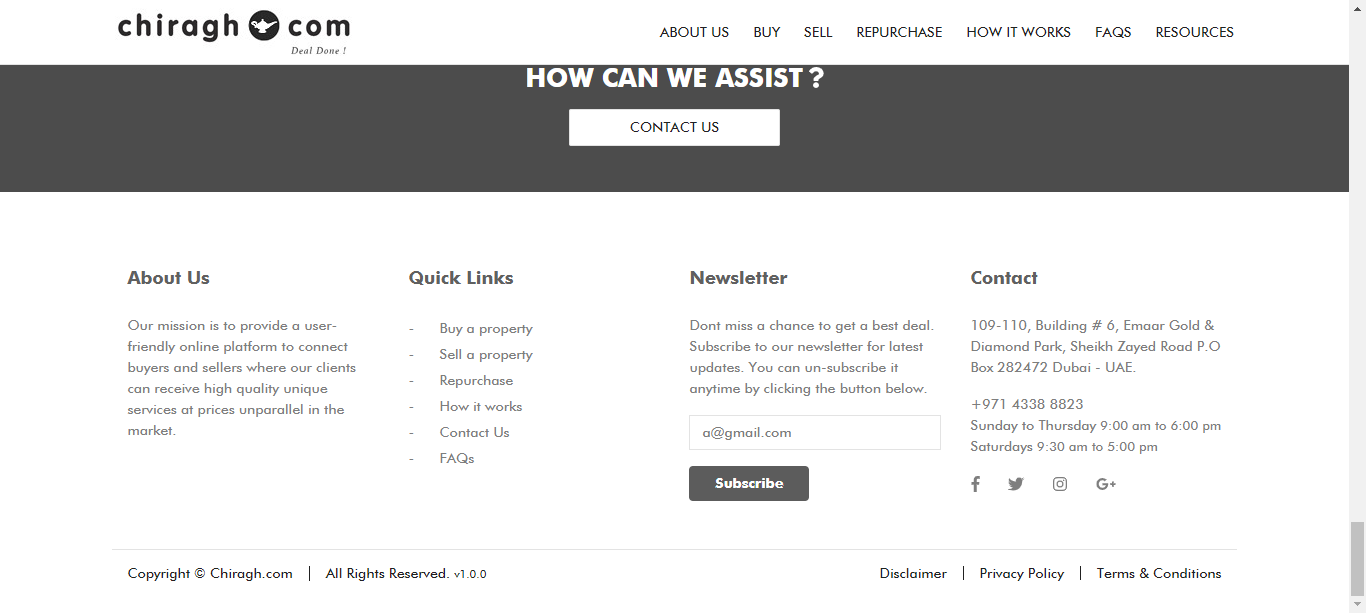 chiragh com
Deal Done !
ABOUT US BUY SELL REPURCHASE HOW IT WORKS FAQS RESOURCES
HOW CAN WE ASSIST ?
CONTACT US
About Us
Our mission is to provide a user-
friendly online platform to connect
buyers and sellers where our clients
can receive high quality unique
services at prices unparallel in the
market.
Quick Links
- Buy a property
- Sell a property
- Repurchase
- How it works
- Contact Us
- FAQs
Newsletter
Dont miss a chance to get a best deal.
Subscribe to our newsletter for latest
updates. You can un-subscribe it
anytime by clicking the button below.
a@gmail.com
Subscribe
Contact
109-110, Building # 6, Emaar Gold &
Diamond Park, Sheikh Zayed Road P.O
Box 282472 Dubai - UAE.
+971 4338 8823
Sunday to Thursday 9:00 am to 6:00 pm
Saturdays 9:30 am to 5:00 pm
Copyright © Chiragh.com | All Rights Reserved. v1.0.0
Disclaimer | Privacy Policy | Terms & Conditions